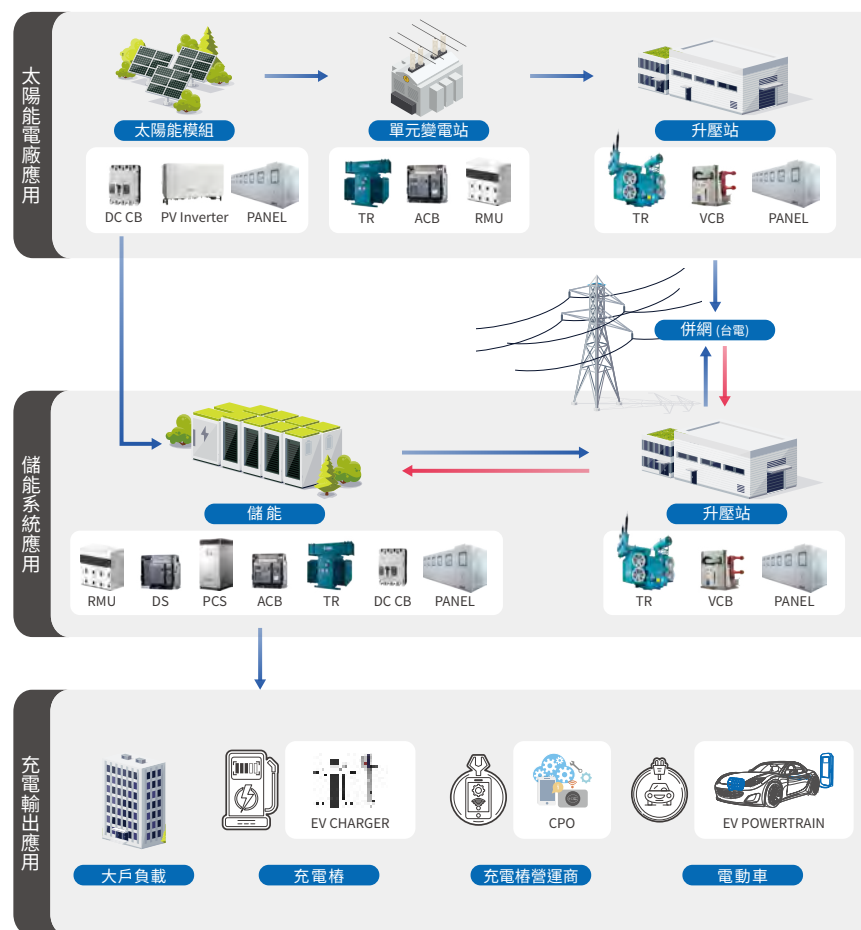 太陽能電廠應用
太陽能模組
單元變電站
升壓站
DC CB
PV Inverter
PANEL
TR
ACB
RMU
TR
VCB
PANEL
併網 (台電)
儲能系統應用
儲能
升壓站
RMU
DS
PCS
ACB
TR
DC CB
PANEL
TR
VCB
PANEL
充電輸出應用
EV CHARGER
CPO
EV POWERTRAIN
大戶負載
充電樁
充電樁營運商
電動車